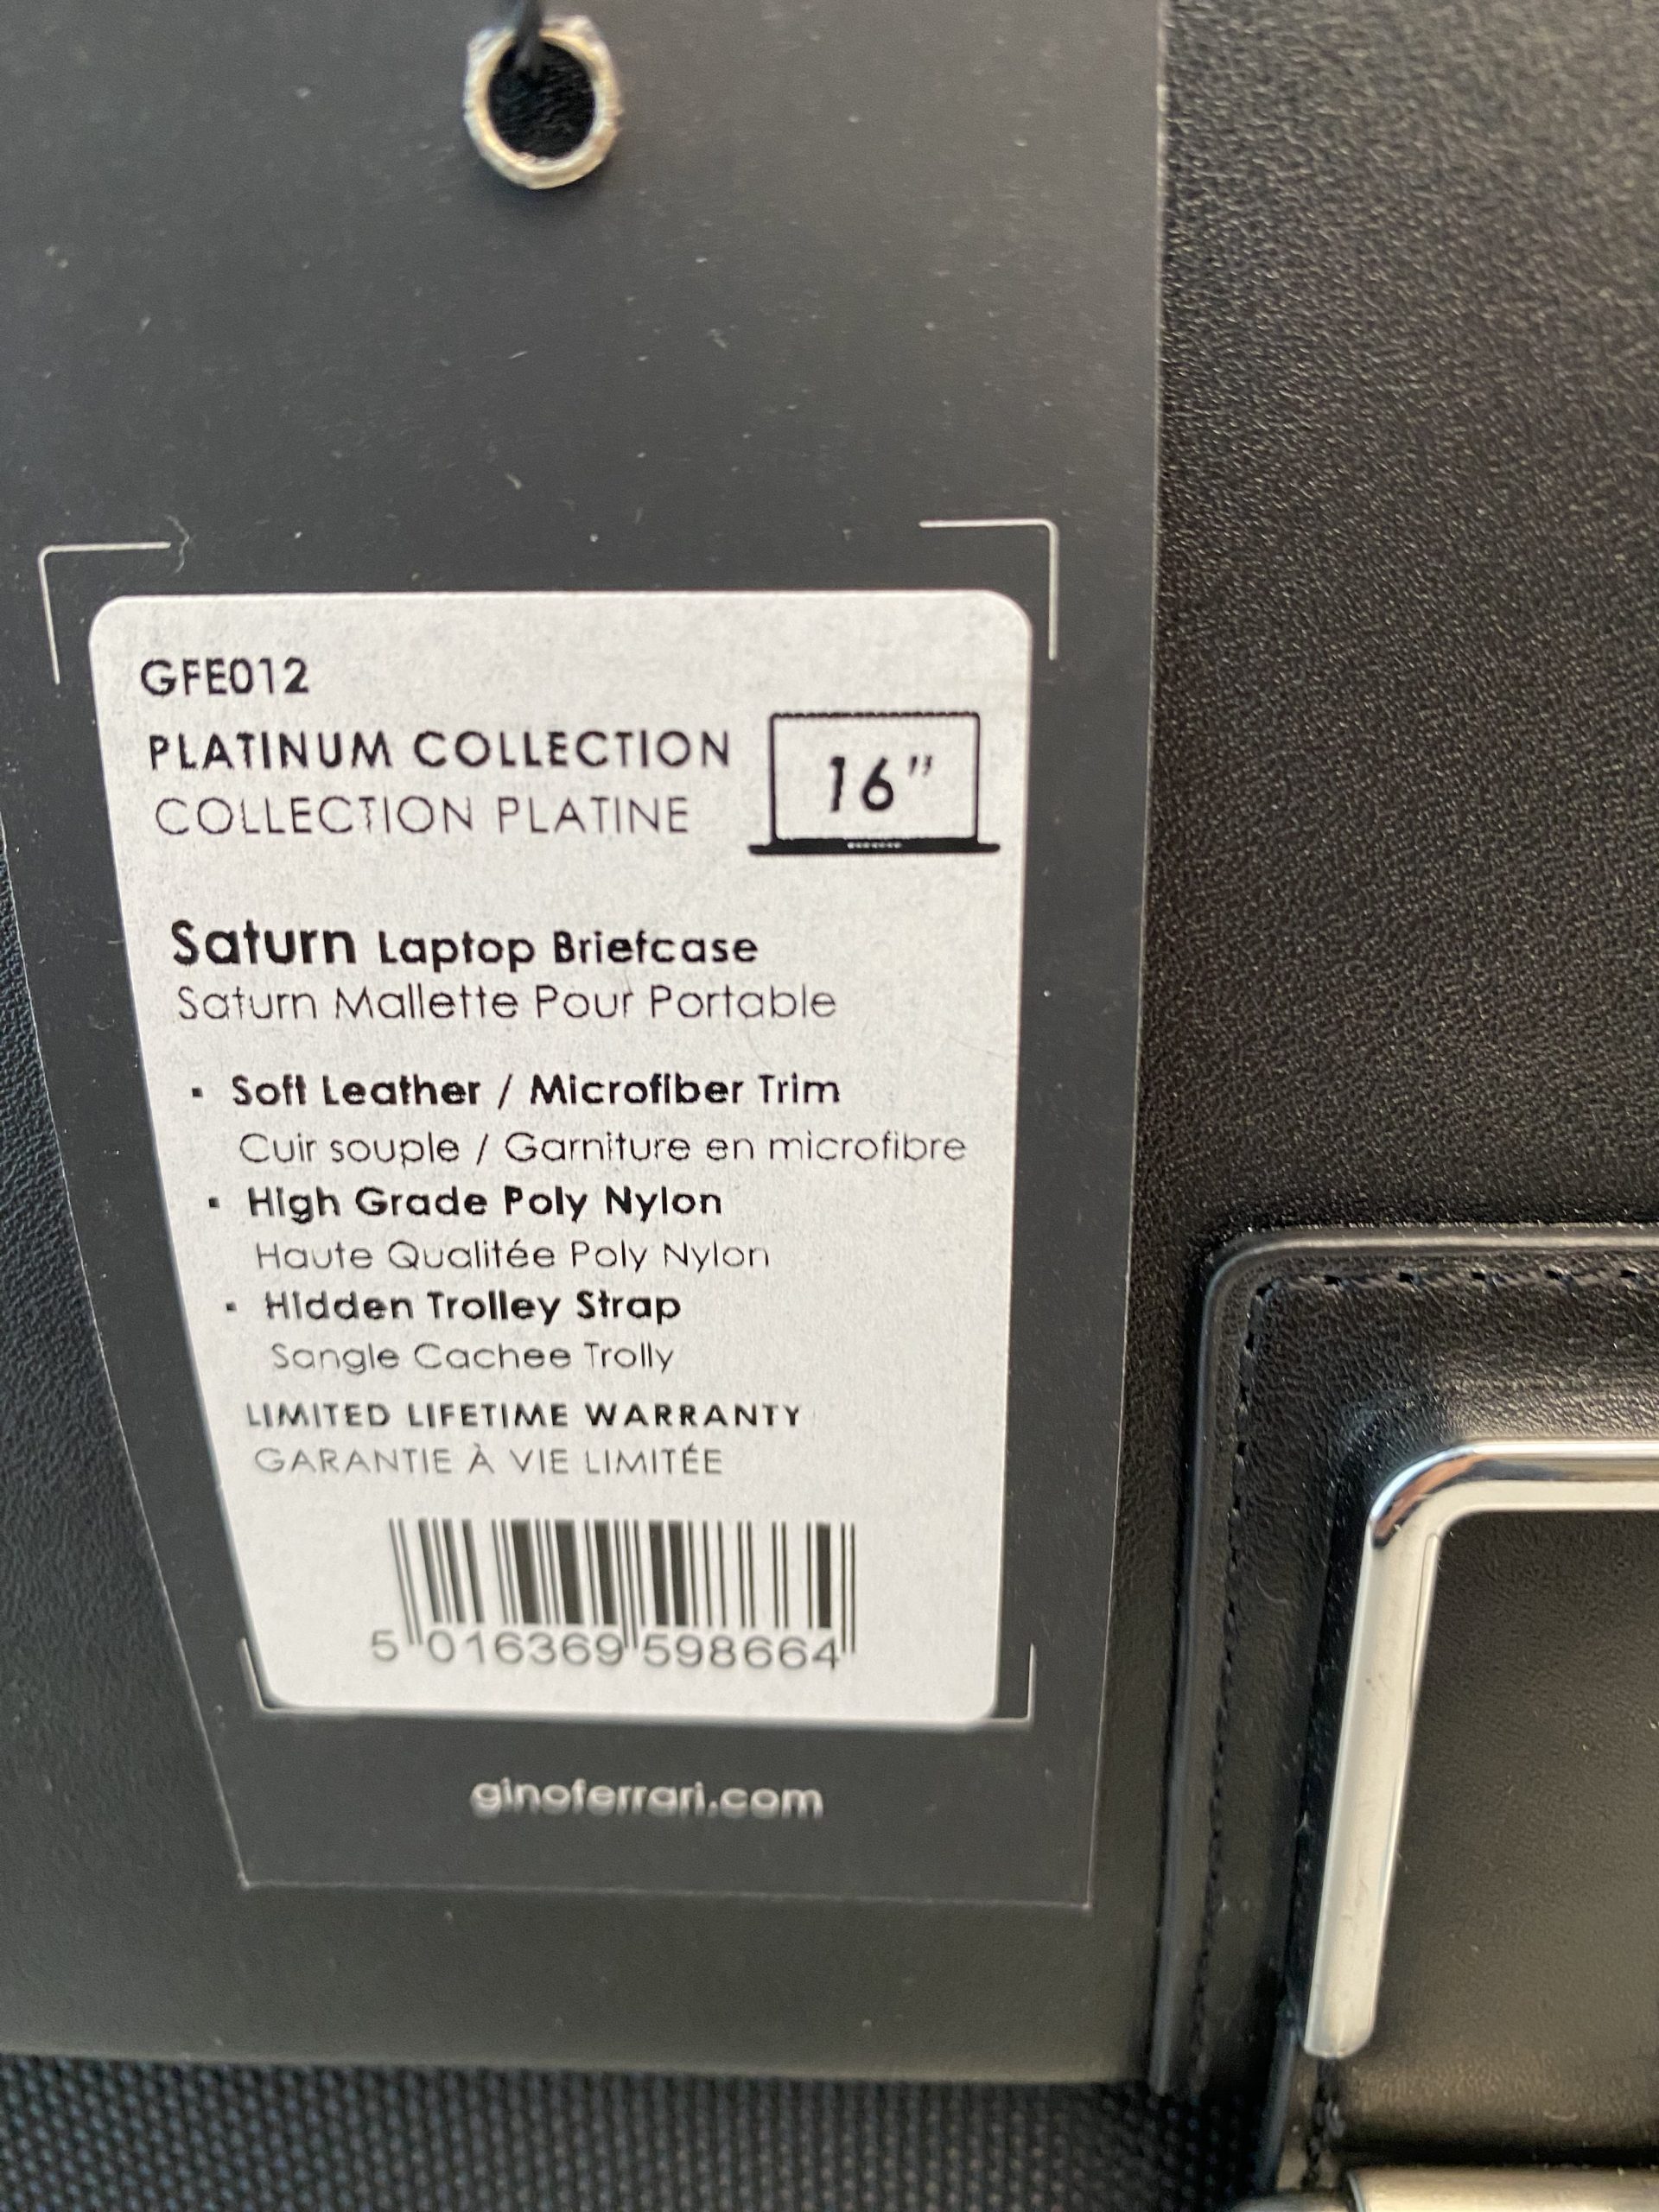 GFE012
PLATINUM COLLECTION
COLLECTION PLATINE
16"
Saturn Laptop Briefcase
Saturn Mallette Pour Portable
▪ Soft Leather / Microfiber Trim
Cuir souple / Garniture en microfibre
▪ High Grade Poly Nylon
Haute Qualitée Poly Nylon
▪ Hidden Trolley Strap
Sangle Cachee Trolly
LIMITED LIFETIME WARRANTY
GARANTIE À VIE LIMITÉE
5 016369 598664
ginoferrari.com